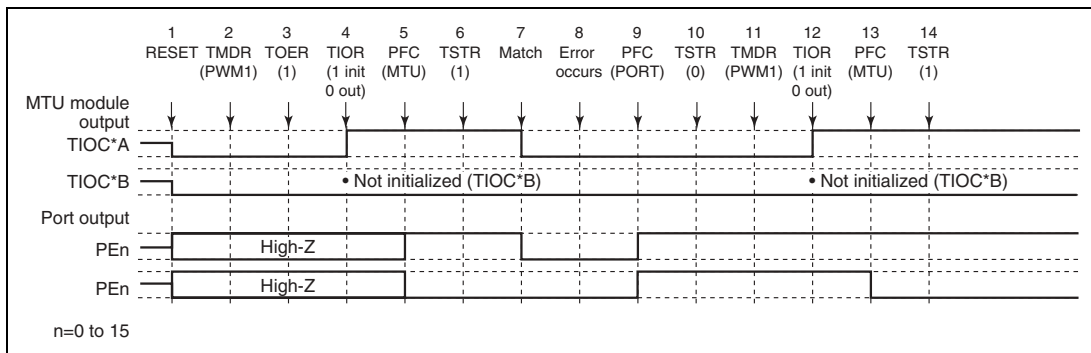 1 2 3 4 5 6 7 8 9 10 11 12 13 14
RESET TMDR TOER TIOR PFC TSTR Match Error PFC TSTR TMDR TIOR PFC TSTR
(PWM1) (1) (1 init (MTU) (1) occurs (PORT) (0) (PWM1) (1 init (MTU) (1)
0 out) 0 out)
MTU module
output
TIOC*A
TIOC*B • Not initialized (TIOC*B) • Not initialized (TIOC*B)
Port output
PEn High-Z
PEn High-Z
n=0 to 15